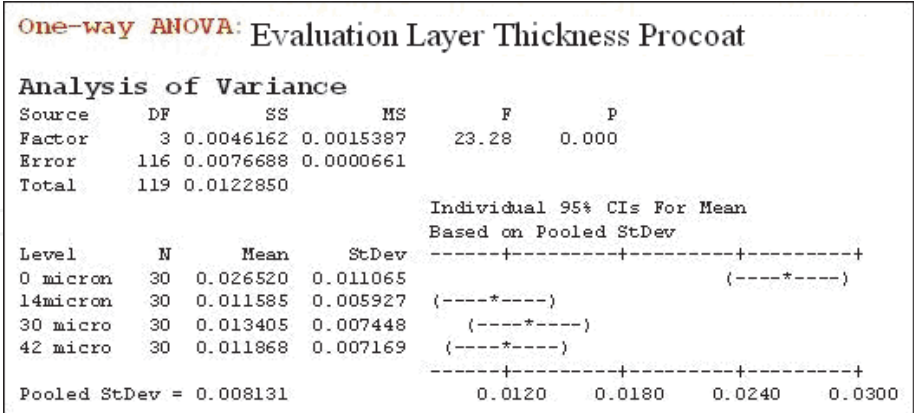 One-way ANOVA: Evaluation Layer Thickness Procoat
Analysis of Variance
Source DF SS MS F P
Factor 3 0.0046162 0.0015387 23.28 0.000
Error 116 0.0076688 0.0000661
Total 119 0.0122850
Individual 95% CIs For Mean
Based on Pooled StDev
Level N Mean StDev ------+---------+---------+---------+
0 micron 30 0.026520 0.011065 (----*----)
14micron 30 0.011585 0.005927 (----*----)
30 micro 30 0.013405 0.007448 (----*----)
42 micro 30 0.011868 0.007169 (----*----)
------+---------+---------+---------+
Pooled StDev = 0.008131 0.0120 0.0180 0.0240 0.0300